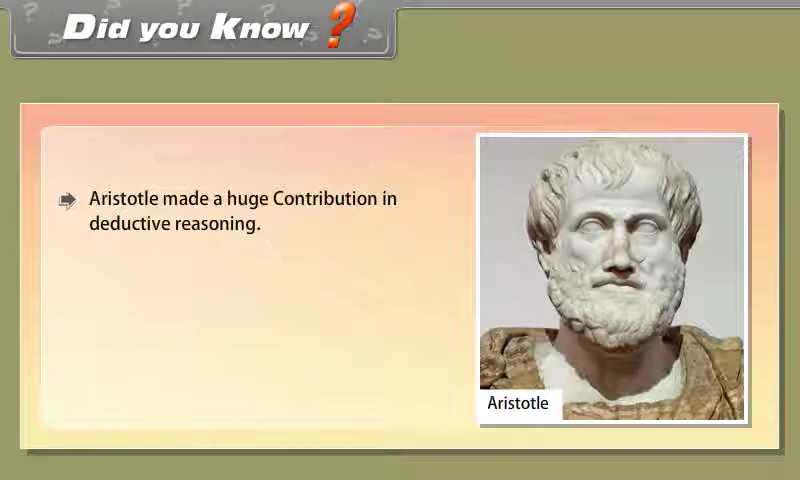 Did you Know ?
Aristotle made a huge Contribution in
deductive reasoning.
Aristotle